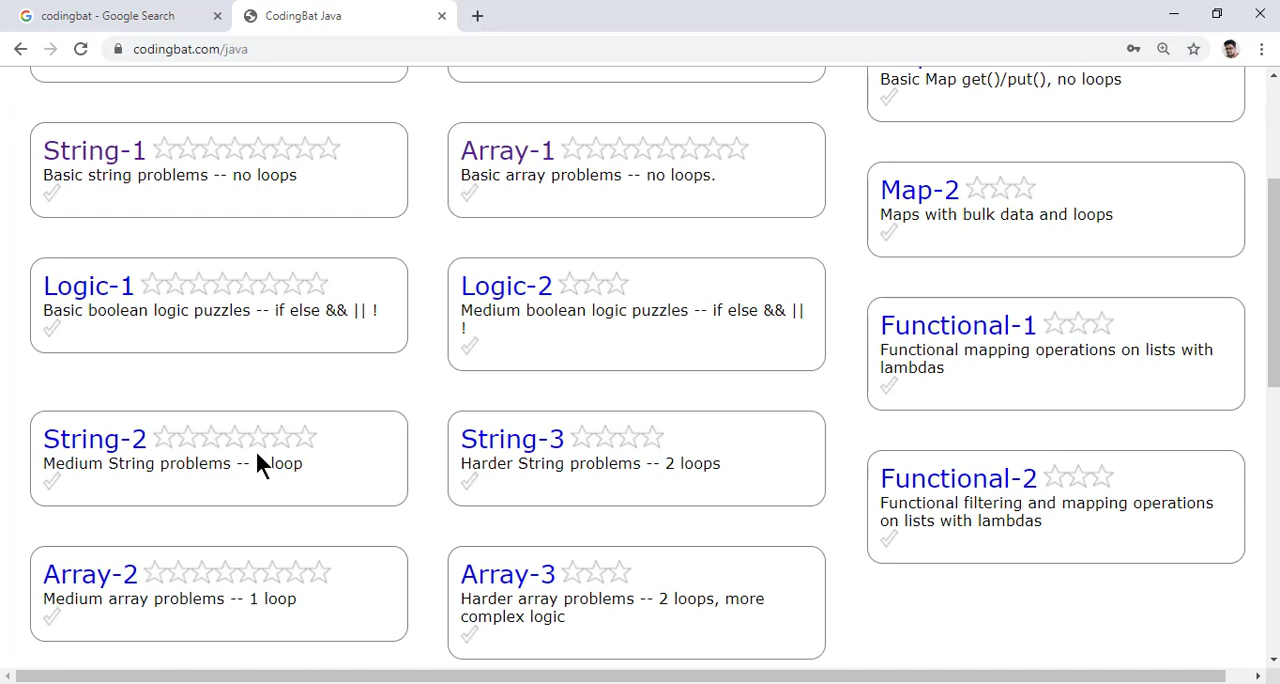 codingbat - Google Search
CodingBat Java
codingbat.com/java
String-1
Basic string problems -- no loops
Array-1
Basic array problems -- no loops.
Basic Map get()/put(), no loops
Map-2
Maps with bulk data and loops
Logic-1
Basic boolean logic puzzles -- if else && || !
Logic-2
Medium boolean logic puzzles -- if else && ||
!
Functional-1
Functional mapping operations on lists with
lambdas
String-2
Medium String problems -- loop
String-3
Harder String problems -- 2 loops
Functional-2
Functional filtering and mapping operations
on lists with lambdas
Array-2
Medium array problems -- 1 loop
Array-3
Harder array problems -- 2 loops, more
complex logic